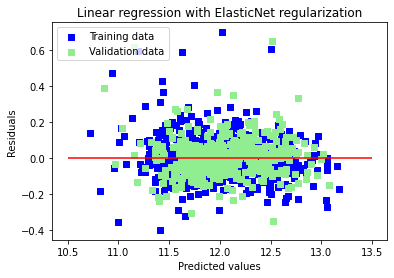 Linear regression with ElasticNet regularization
Training data
Validation data
Residuals
0.6
0.4
0.2
0.0
−0.2
−0.4
10.5 11.0 11.5 12.0 12.5 13.0 13.5
Predicted values